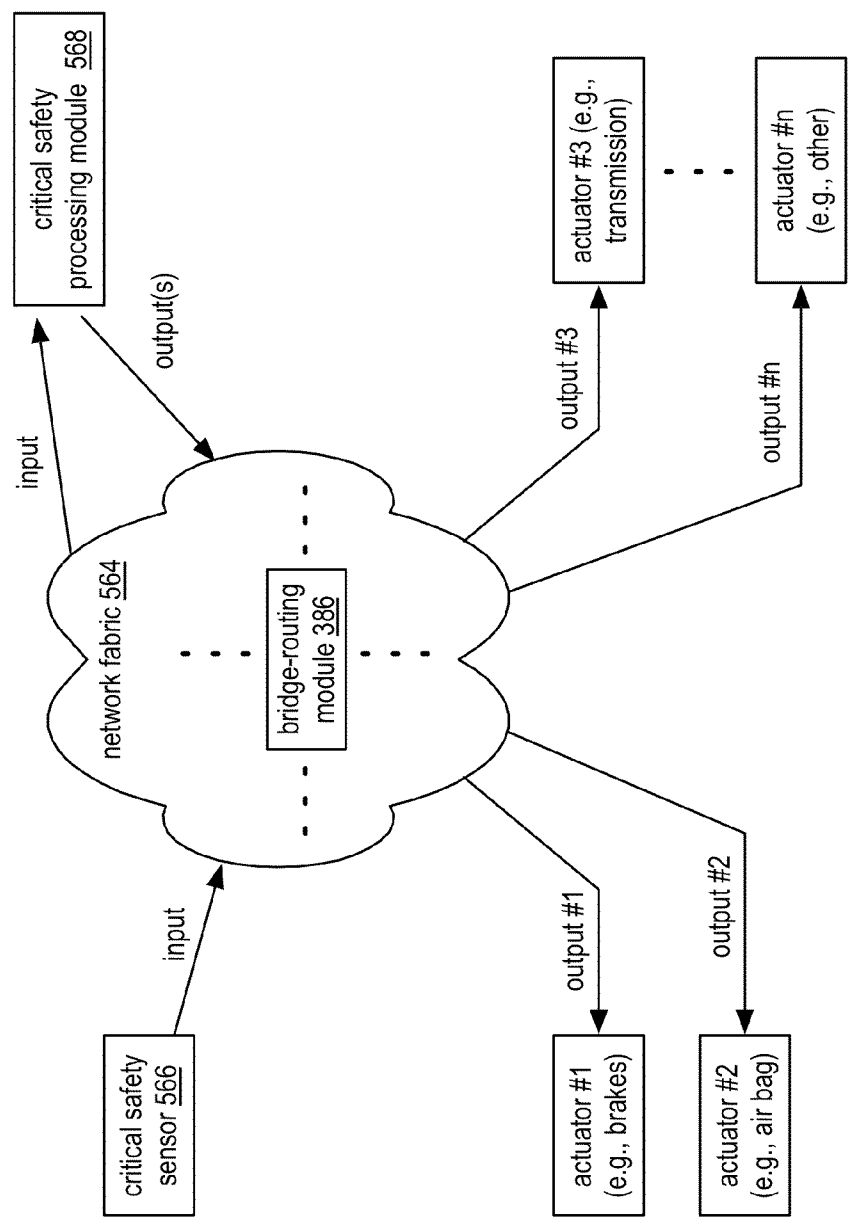 critical safety
sensor 566
input
network fabric 564
bridge-routing
module 386
input
output(s)
critical safety
processing module 568
actuator #1
(e.g., brakes)
output #1
actuator #2
(e.g., air bag)
output #2
output #3
actuator #3 (e.g.,
transmission)
output #n
actuator #n
(e.g., other)